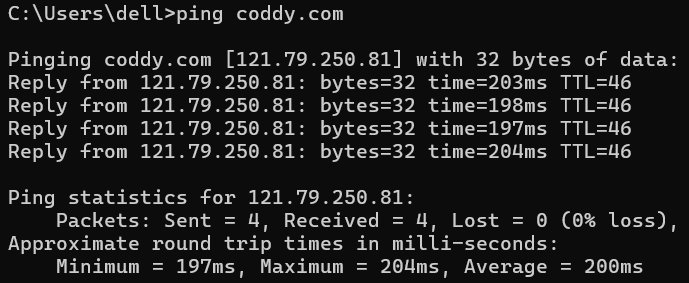 C:\Users\dell>ping coddy.com
Pinging coddy.com [121.79.250.81] with 32 bytes of data:
Reply from 121.79.250.81: bytes=32 time=203ms TTL=46
Reply from 121.79.250.81: bytes=32 time=198ms TTL=46
Reply from 121.79.250.81: bytes=32 time=197ms TTL=46
Reply from 121.79.250.81: bytes=32 time=204ms TTL=46
Ping statistics for 121.79.250.81:
    Packets: Sent = 4, Received = 4, Lost = 0 (0% loss),
Approximate round trip times in milli-seconds:
    Minimum = 197ms, Maximum = 204ms, Average = 200ms